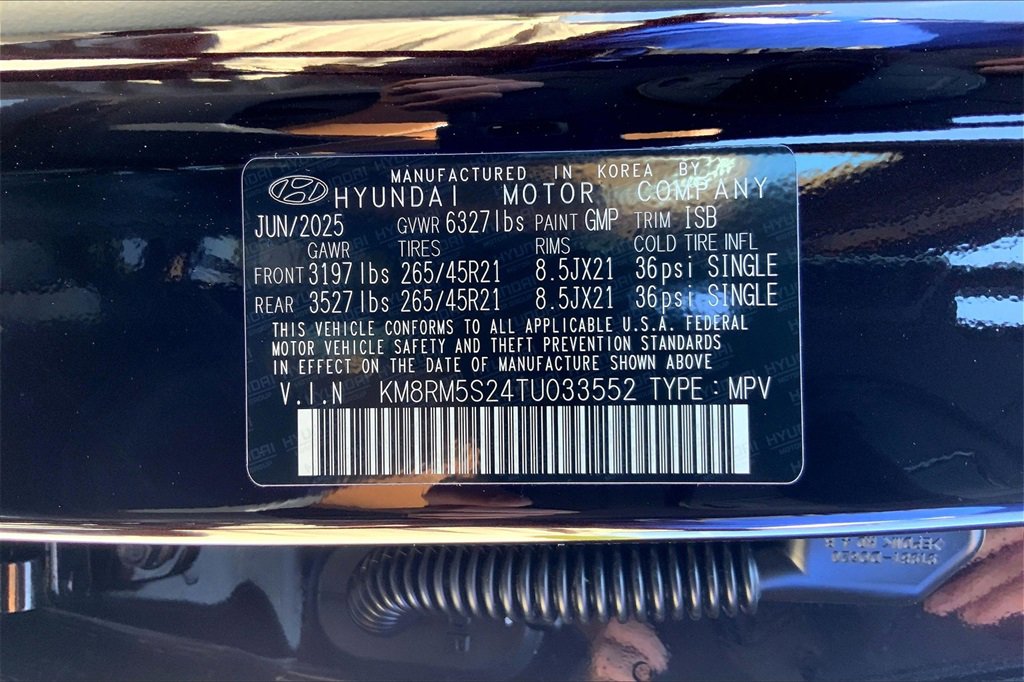 MANUFACTURED IN KOREA BY
HYUNDAI MOTOR COMPANY
JUN/2025 GVWR 6327lbs PAINT GMP TRIM ISB
GAWR TIRES RIMS COLD TIRE INFL
FRONT 3197lbs 265/45R21 8.5JX21 36psi SINGLE
REAR 3527lbs 265/45R21 8.5JX21 36psi SINGLE
THIS VEHICLE CONFORMS TO ALL APPLICABLE U.S.A. FEDERAL
MOTOR VEHICLE SAFETY AND THEFT PREVENTION STANDARDS
IN EFFECT ON THE DATE OF MANUFACTURE SHOWN ABOVE
V.I.N KM8RM5S24TU033552 TYPE : MPV